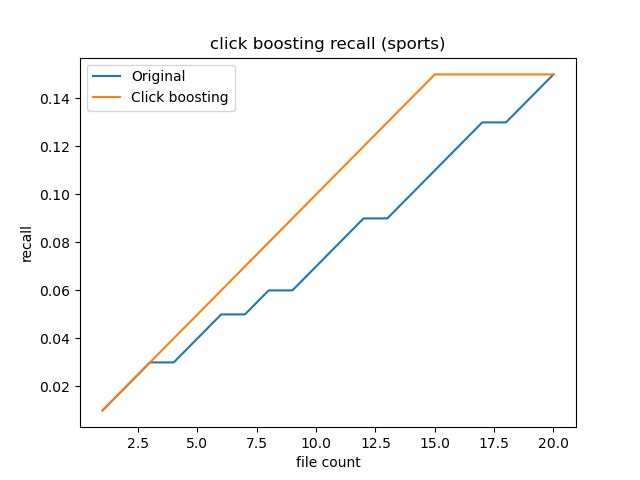 click boosting recall (sports)
Original
Click boosting
0.14
0.12
0.10
0.08
0.06
0.04
0.02
recall
2.5 5.0 7.5 10.0 12.5 15.0 17.5 20.0
file count